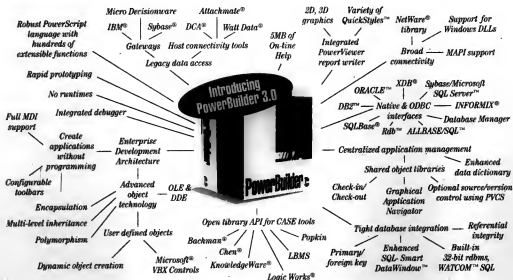 Robust PowerScript
language with
hundreds of
extensible functions
Micro Decisionware
IBM® Sybase®
Gateways
Attachmate®
DCA® Wall Data®
Host connectivity tools
Legacy data access
5MB of
On-line
Help
2D, 3D
graphics
Variety of
QuickStyles™
Integrated
PowerViewer
report writer
NetWare®
library
Support for
Windows DLLs
Broad
connectivity
MAPI support
Rapid prototyping
No runtimes
Integrated debugger
Introducing
PowerBuilder 3.0
PowerBuilder
ORACLE™
XDB®
Sybase/Microsoft
SQL Server™
DB2™
Native & ODBC
interfaces
INFORMIX®
SQLBase®
Rdb™
ALLBASE/SQL™
Database Manager
Full MDI
support
Create
applications
without
programming
Configurable
toolbars
Enterprise
Development
Architecture
Advanced
object
technology
OLE &
DDE
Encapsulation
Multi-level inheritance
Polymorphism
User defined objects
Dynamic object creation
Microsoft®
VBX Controls
Centralized application management
Enhanced
data dictionary
Shared object libraries
Check-in/
Check-out
Graphical
Application
Navigator
Optional source/version
control using PVCS
Open library API for CASE tools
Bachman®
Chen®
KnowledgeWare®
Logic Works®
LBMS
Popkin
Tight database integration
Referential
integrity
Primary/
foreign key
Enhanced
SQL- Smart
DataWindow™
Built-in
32-bit rdbms,
WATCOM™ SQL